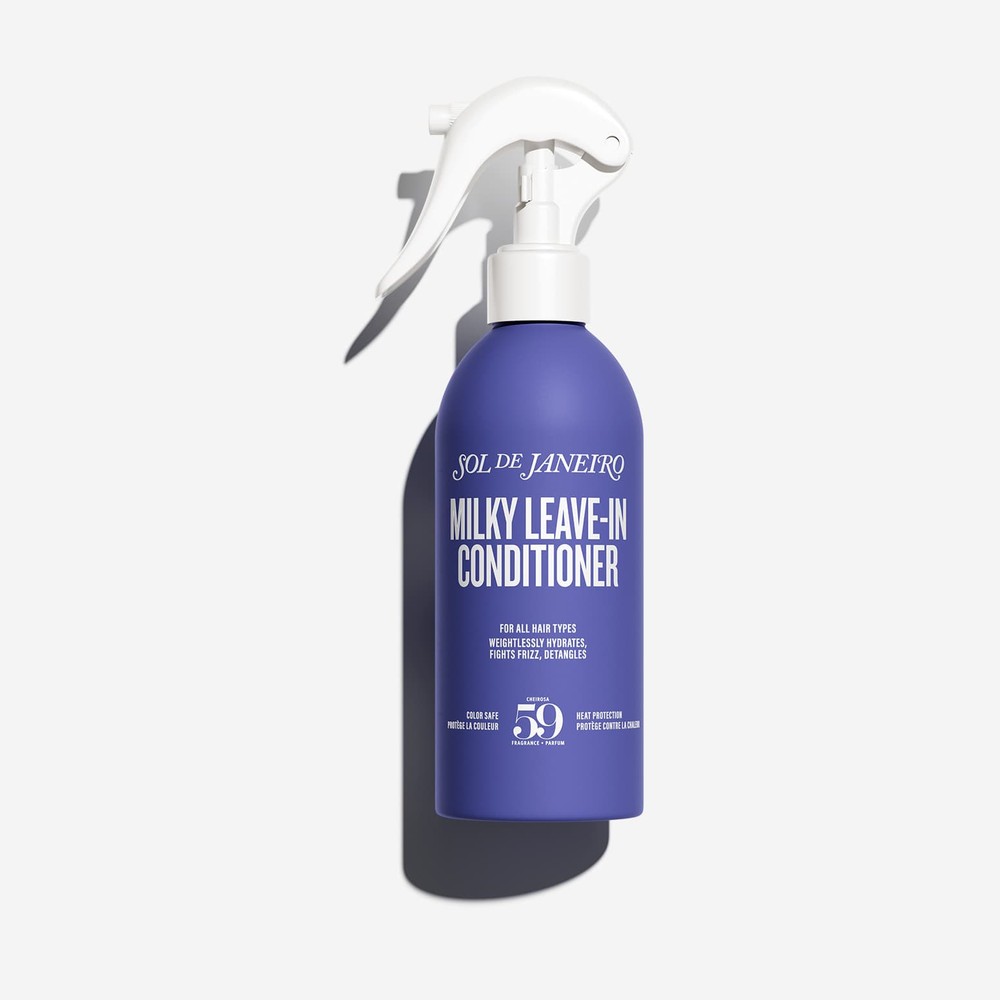 SOL DE JANEIRO
MILKY LEAVE-IN
CONDITIONER
FOR ALL HAIR TYPES
WEIGHTLESSLY HYDRATES,
FIGHTS FRIZZ, DETANGLES
COLOR SAFE
PROTÈGE LA COULEUR
CHEIROSA
59
FRAGRANCE • PARFUM
HEAT PROTECTION
PROTÈGE CONTRE LA CHALEUR